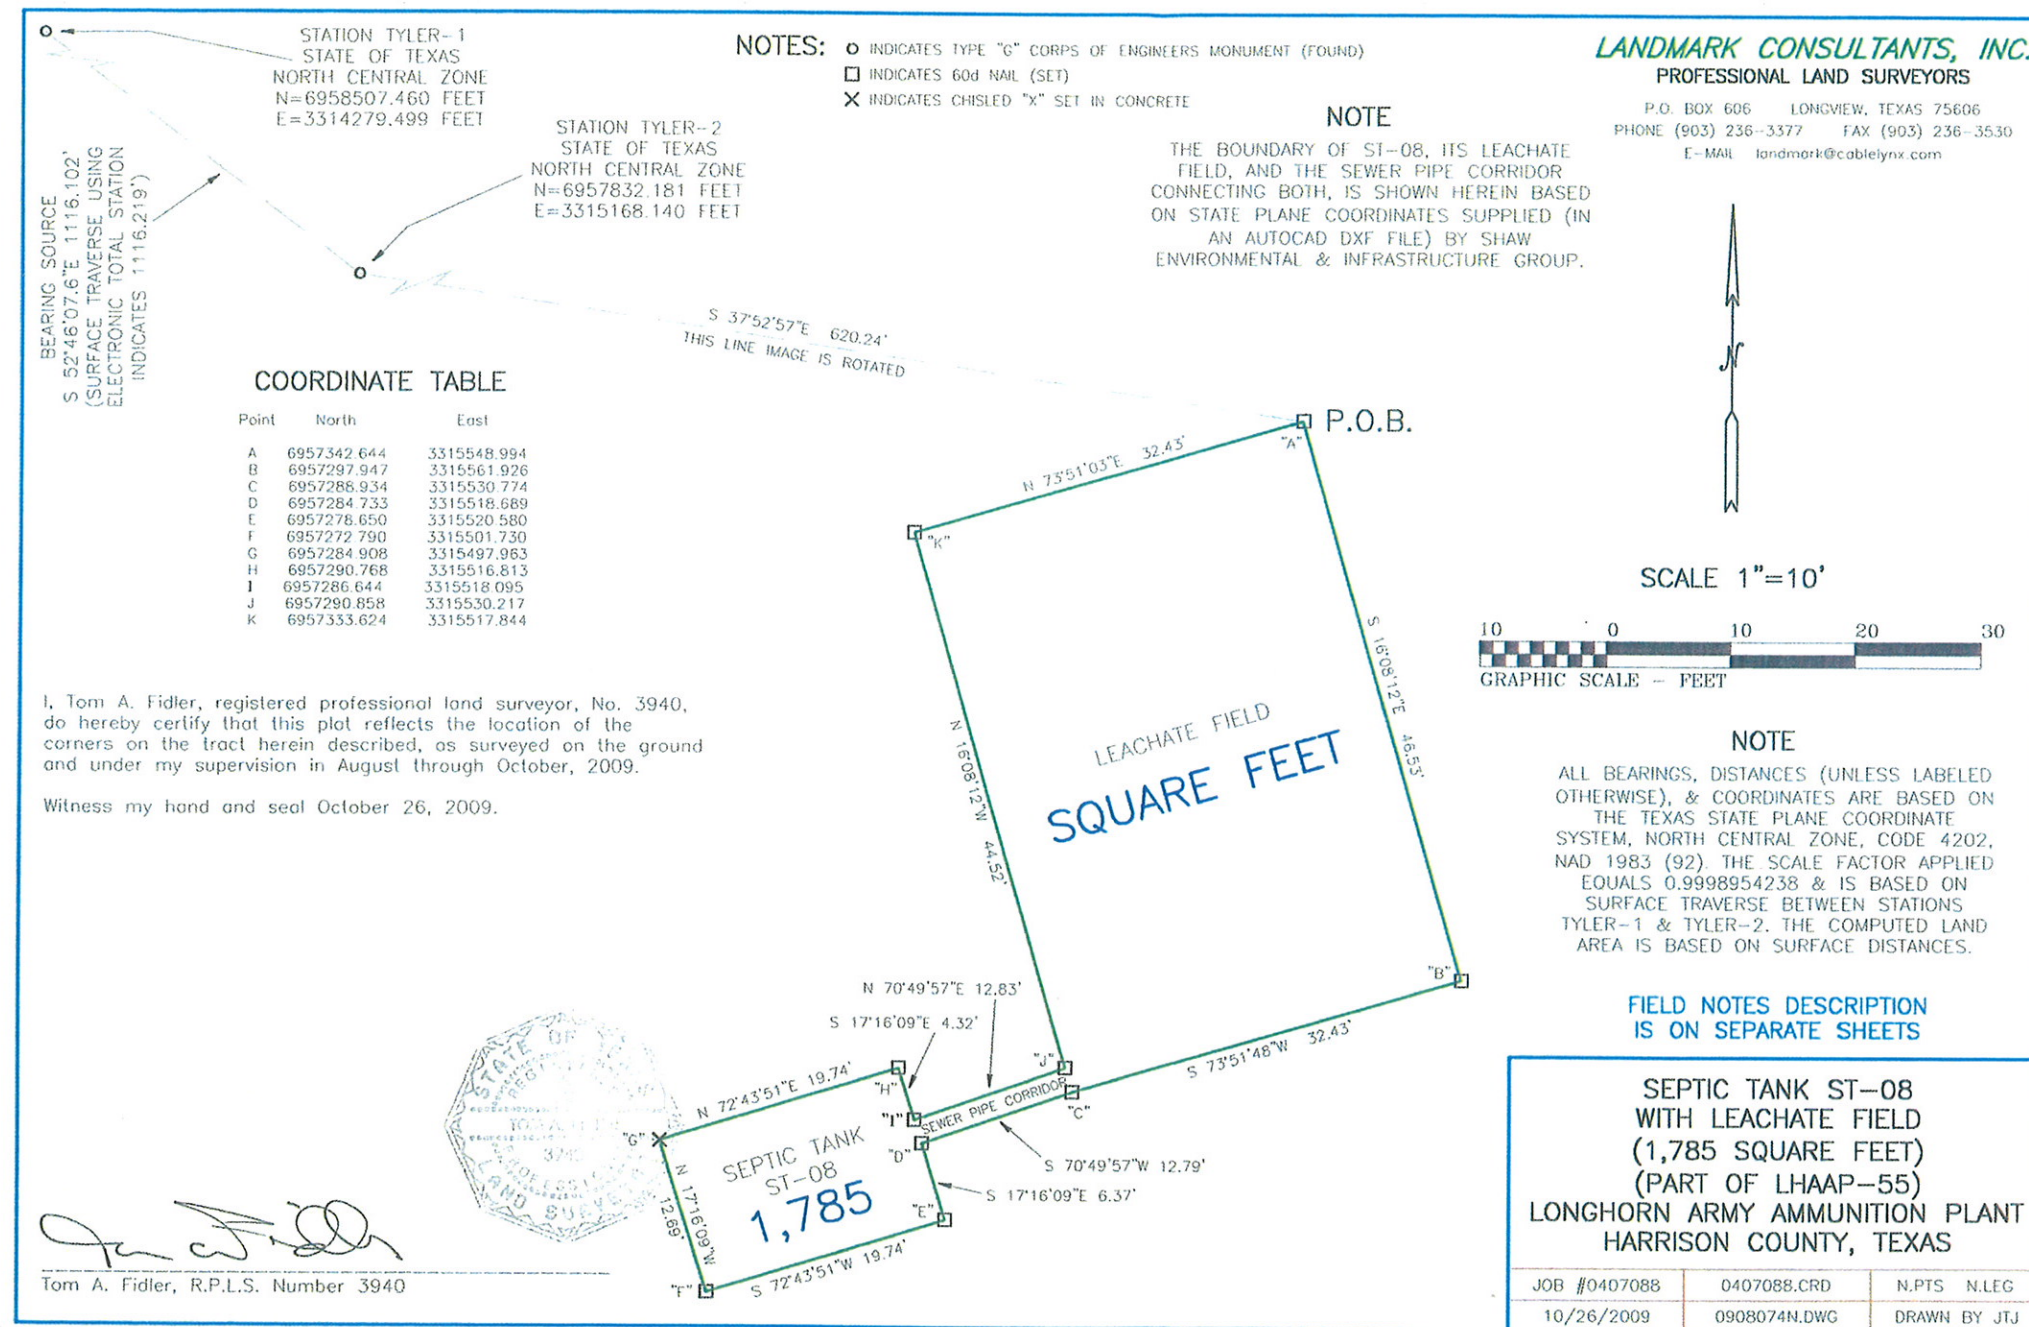 STATION TYLER-1
STATE OF TEXAS
NORTH CENTRAL ZONE
N=6958507.460 FEET
E=3314279.499 FEET
STATION TYLER-2
STATE OF TEXAS
NORTH CENTRAL ZONE
N=6957832.181 FEET
E=3315168.140 FEET
BEARING SOURCE
S 52°46'07.6"E 1116.102'
(SURFACE TRAVERSE USING
ELECTRONIC TOTAL STATION
INDICATES 1116.219')
NOTES:
o INDICATES TYPE "G" CORPS OF ENGINEERS MONUMENT (FOUND)
□ INDICATES 60d NAIL (SET)
X INDICATES CHISLED "X" SET IN CONCRETE
NOTE
THE BOUNDARY OF ST-08, ITS LEACHATE
FIELD, AND THE SEWER PIPE CORRIDOR
CONNECTING BOTH, IS SHOWN HEREIN BASED
ON STATE PLANE COORDINATES SUPPLIED (IN
AN AUTOCAD DXF FILE) BY SHAW
ENVIRONMENTAL & INFRASTRUCTURE GROUP.
LANDMARK CONSULTANTS, INC.
PROFESSIONAL LAND SURVEYORS
P.O. BOX 606 LONGVIEW, TEXAS 75606
PHONE (903) 236-3377 FAX (903) 236-3530
E-MAIL landmark@cablelynx.com
N
SCALE 1"=10'
10 0 10 20 30
GRAPHIC SCALE - FEET
S 37°52'57"E 620.24'
THIS LINE IMAGE IS ROTATED
COORDINATE TABLE
Point North East
A 6957342.644 3315548.994
B 6957297.947 3315561.926
C 6957288.934 3315530.774
D 6957284.733 3315518.689
E 6957278.650 3315520.580
F 6957272.790 3315501.730
G 6957284.908 3315497.963
H 6957290.768 3315516.813
I 6957286.644 3315518.095
J 6957290.858 3315530.217
K 6957333.624 3315517.844
I, Tom A. Fidler, registered professional land surveyor, No. 3940,
do hereby certify that this plat reflects the location of the
corners on the tract herein described, as surveyed on the ground
and under my supervision in August through October, 2009.
Witness my hand and seal October 26, 2009.
P.O.B.
"A"
N 73°51'03"E 32.43'
"K"
S 16°08'12"E 46.53'
N 16°08'12"W 44.52'
LEACHATE FIELD
SQUARE FEET
"B"
S 73°51'48"W 32.43'
N 70°49'57"E 12.83'
S 17°16'09"E 4.32'
"J"
"H"
"I"
SEWER PIPE CORRIDOR
"C"
"D"
N 72°43'51"E 19.74'
"G"
SEPTIC TANK
ST-08
1,785
S 70°49'57"W 12.79'
S 17°16'09"E 6.37'
"E"
N 17°16'09"W
12.69'
"F"
S 72°43'51"W 19.74'
STATE OF
LAND
Tom A. Fidler, R.P.L.S. Number 3940
NOTE
ALL BEARINGS, DISTANCES (UNLESS LABELED
OTHERWISE), & COORDINATES ARE BASED ON
THE TEXAS STATE PLANE COORDINATE
SYSTEM, NORTH CENTRAL ZONE, CODE 4202,
NAD 1983 (92). THE SCALE FACTOR APPLIED
EQUALS 0.9998954238 & IS BASED ON
SURFACE TRAVERSE BETWEEN STATIONS
TYLER-1 & TYLER-2. THE COMPUTED LAND
AREA IS BASED ON SURFACE DISTANCES.
FIELD NOTES DESCRIPTION
IS ON SEPARATE SHEETS
SEPTIC TANK ST-08
WITH LEACHATE FIELD
(1,785 SQUARE FEET)
(PART OF LHAAP-55)
LONGHORN ARMY AMMUNITION PLANT
HARRISON COUNTY, TEXAS
JOB #0407088 0407088.CRD N.PTS N.LEG
10/26/2009 0908074N.DWG DRAWN BY JTJ